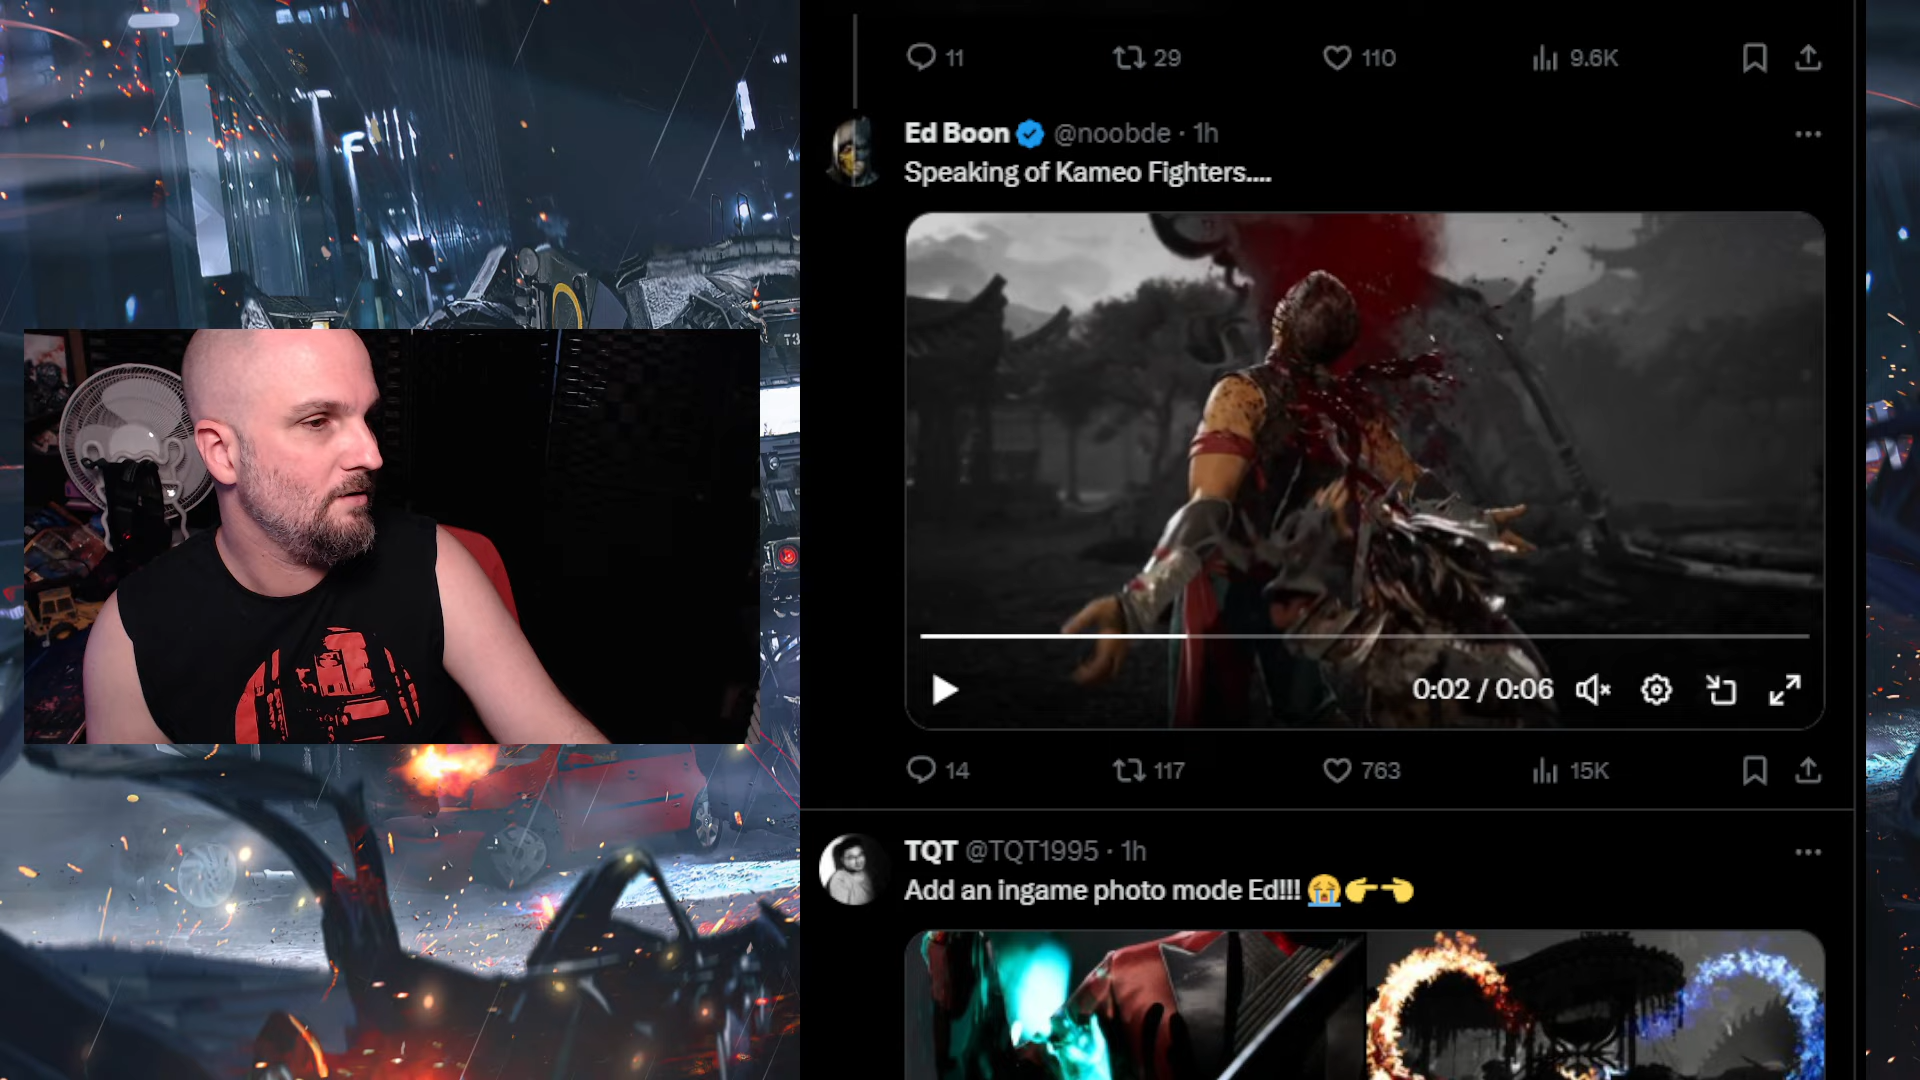 11 29 110 9.6K
Ed Boon @noobde · 1h
Speaking of Kameo Fighters....
0:02 / 0:06
14 117 763 15K
TQT @TQT1995 · 1h
Add an ingame photo mode Ed!!! 😭👉👈
T3